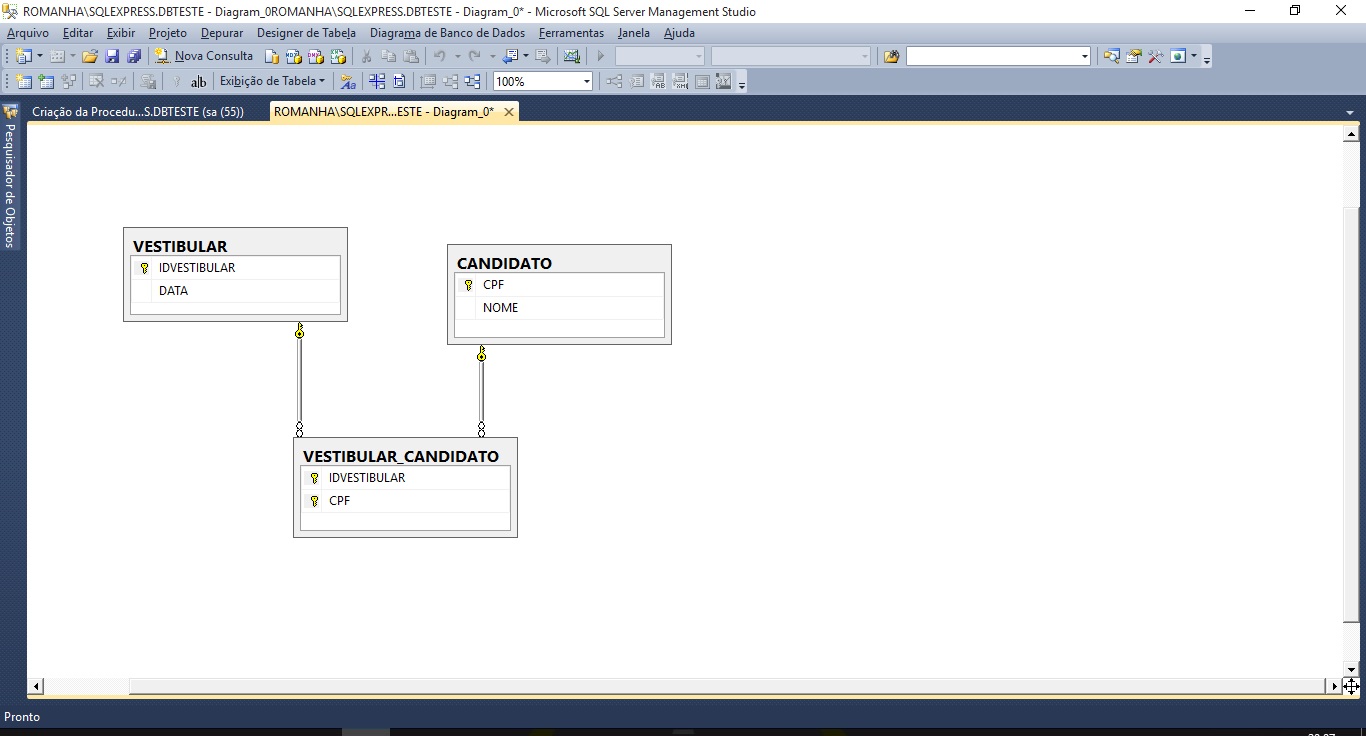 ROMANHA\SQLEXPRESS.DBTESTE - Diagram_0ROMANHA\SQLEXPRESS.DBTESTE - Diagram_0* - Microsoft SQL Server Management Studio
Arquivo Editar Exibir Projeto Depurar Designer de Tabela Diagrama de Banco de Dados Ferramentas Janela Ajuda
Nova Consulta
a|b Exibição de Tabela 100%
Criação da Procedu...S.DBTESTE (sa (55)) ROMANHA\SQLEXPR...ESTE - Diagram_0*
Pesquisador de Objetos
VESTIBULAR
IDVESTIBULAR
DATA
CANDIDATO
CPF
NOME
VESTIBULAR_CANDIDATO
IDVESTIBULAR
CPF
Pronto